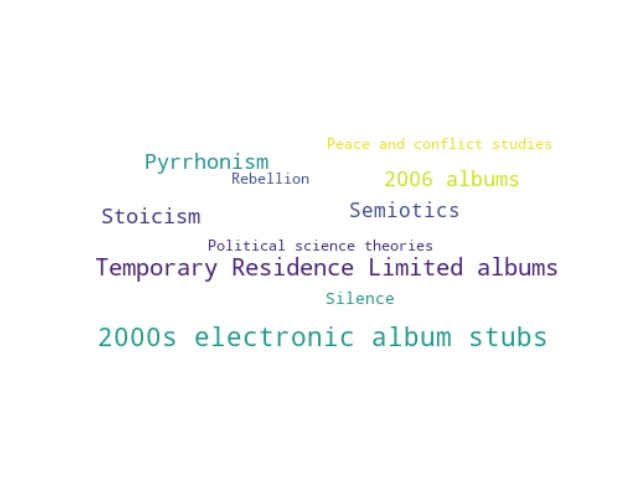 Peace and conflict studies
Pyrrhonism
Rebellion
2006 albums
Stoicism
Semiotics
Political science theories
Temporary Residence Limited albums
Silence
2000s electronic album stubs